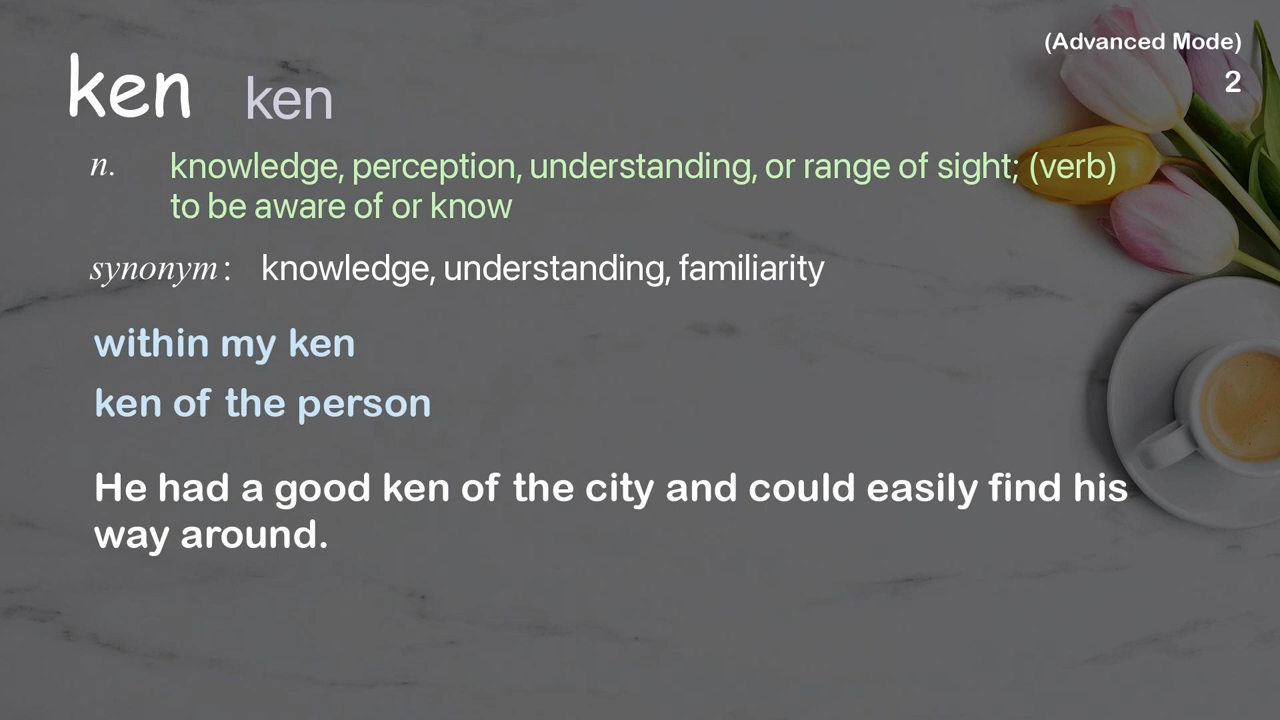 (Advanced Mode)
2
ken ken
n. knowledge, perception, understanding, or range of sight; (verb)
to be aware of or know
synonym: knowledge, understanding, familiarity
within my ken
ken of the person
He had a good ken of the city and could easily find his
way around.